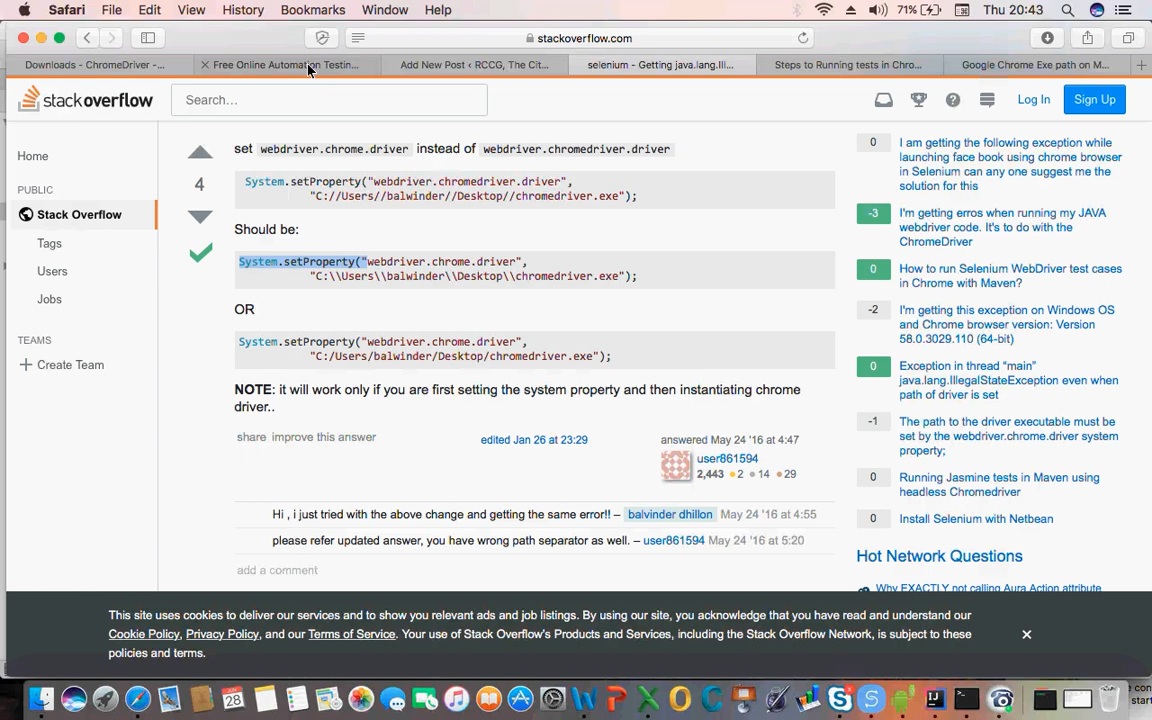 Safari File Edit View History Bookmarks Window Help
71% Thu 20:43
stackoverflow.com
Downloads - ChromeDriver -...
Free Online Automation Testin...
Add New Post ‹ RCCG, The Cit...
selenium - Getting java.lang.Ill...
Steps to Running tests in Chro...
Google Chrome Exe path on M...
stackoverflow
Search...
Log In
Sign Up
Home
PUBLIC
Stack Overflow
Tags
Users
Jobs
TEAMS
Create Team
set webdriver.chrome.driver instead of webdriver.chromedriver.driver
4
System.setProperty("webdriver.chromedriver.driver",
"C://Users//balwinder//Desktop//chromedriver.exe");
Should be:
System.setProperty("webdriver.chrome.driver",
"C:\\Users\\balwinder\\Desktop\\chromedriver.exe");
OR
System.setProperty("webdriver.chrome.driver",
"C:/Users/balwinder/Desktop/chromedriver.exe");
NOTE: it will work only if you are first setting the system property and then instantiating chrome
driver..
share improve this answer
edited Jan 26 at 23:29
answered May 24 '16 at 4:47
user861594
2,443 2 14 29
Hi , i just tried with the above change and getting the same error!! – balvinder dhillon May 24 '16 at 4:55
please refer updated answer, you have wrong path separator as well. – user861594 May 24 '16 at 5:20
add a comment
0 I am getting the following exception while
launching face book using chrome browser
in Selenium can any one suggest me the
solution for this
-3 I'm getting erros when running my JAVA
webdriver code. It's to do with the
ChromeDriver
0 How to run Selenium WebDriver test cases
in Chrome with Maven?
-2 I'm getting this exception on Windows OS
and Chrome browser version: Version
58.0.3029.110 (64-bit)
0 Exception in thread "main"
java.lang.IllegalStateException even when
path of driver is set
-1 The path to the driver executable must be
set by the webdriver.chrome.driver system
property;
0 Running Jasmine tests in Maven using
headless Chromedriver
0 Install Selenium with Netbean
Hot Network Questions
Why EXACTLY not calling Aura Action attribute
This site uses cookies to deliver our services and to show you relevant ads and job listings. By using our site, you acknowledge that you have read and understand our
Cookie Policy, Privacy Policy, and our Terms of Service. Your use of Stack Overflow's Products and Services, including the Stack Overflow Network, is subject to these
policies and terms.